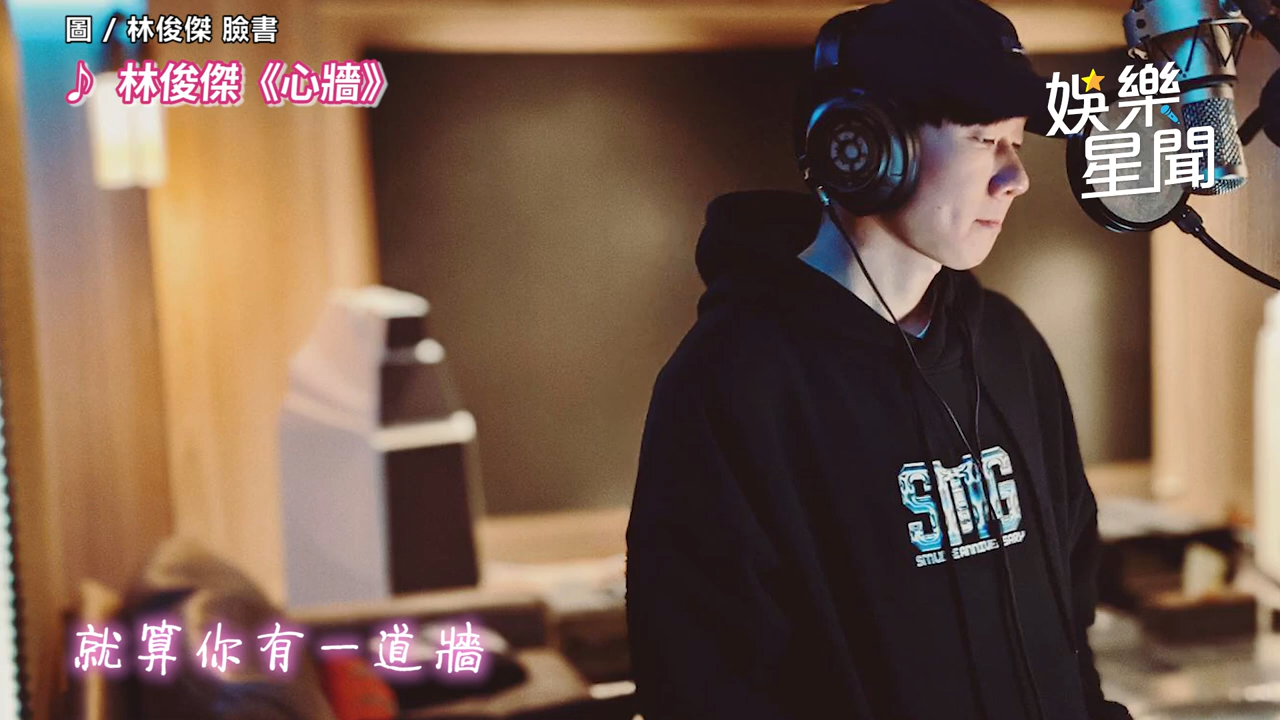 圖 / 林俊傑 臉書
♪ 林俊傑《心牆》
娛樂
星聞
SMG
就算你有一道牆